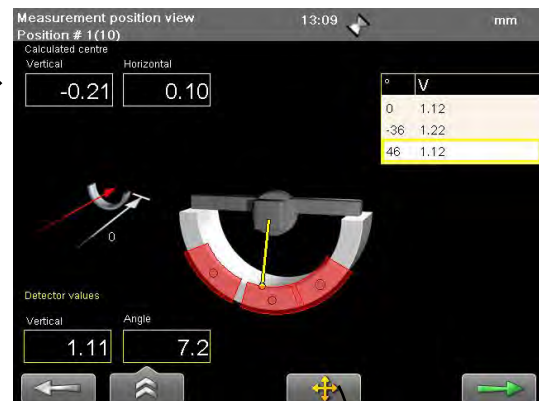 Measurement position view 13:09 mm
Position # 1(10)
Calculated centre
Vertical Horizontal
-0.21 0.10
° V
0 1.12
-36 1.22
46 1.12
0
Detector values
Vertical Angle
1.11 7.2